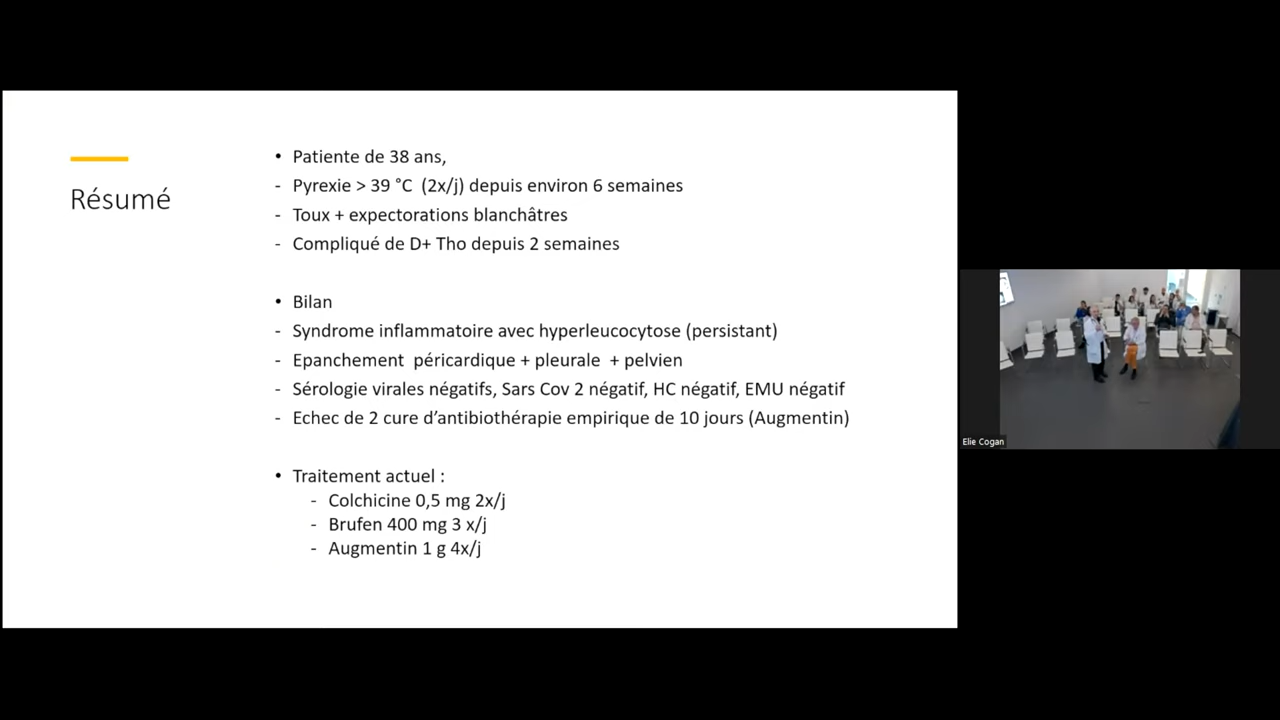 Résumé
• Patiente de 38 ans,
- Pyrexie > 39 °C (2x/j) depuis environ 6 semaines
- Toux + expectorations blanchâtres
- Compliqué de D+ Tho depuis 2 semaines
• Bilan
- Syndrome inflammatoire avec hyperleucocytose (persistant)
- Epanchement péricardique + pleurale + pelvien
- Sérologie virales négatifs, Sars Cov 2 négatif, HC négatif, EMU négatif
- Echec de 2 cure d'antibiothérapie empirique de 10 jours (Augmentin)
• Traitement actuel :
- Colchicine 0,5 mg 2x/j
- Brufen 400 mg 3 x/j
- Augmentin 1 g 4x/j
Elie Cogan